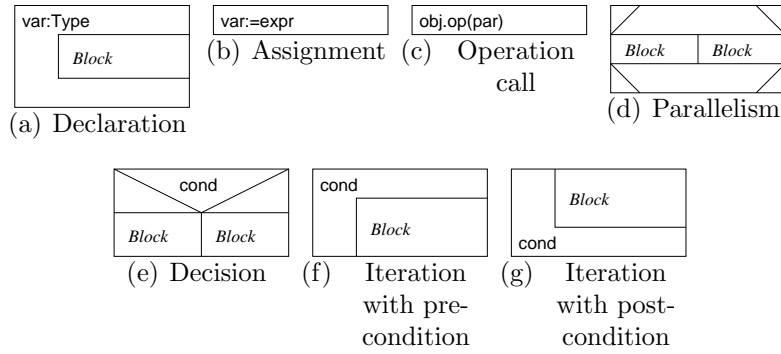 var:Type
Block
(a) Declaration
var:=expr
(b) Assignment
obj.op(par)
(c) Operation
call
Block Block
(d) Parallelism
cond
Block Block
(e) Decision
cond
Block
(f) Iteration
with pre-
condition
Block
cond
(g) Iteration
with post-
condition